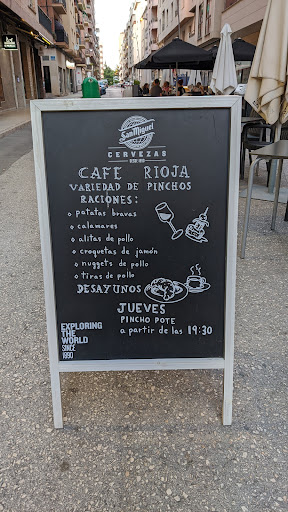 San Miguel
CERVEZAS
CAFE RIOJA
VARIEDAD DE PINCHOS
RACIONES:
o patatas bravas
o calamares
o alitas de pollo
o croquetas de jamón
o nuggets de pollo
o tiras de pollo
DESAYUNOS
JUEVES
PINCHO POTE
a partir de las 19:30
EXPLORING
THE
WORLD
SINCE
1890